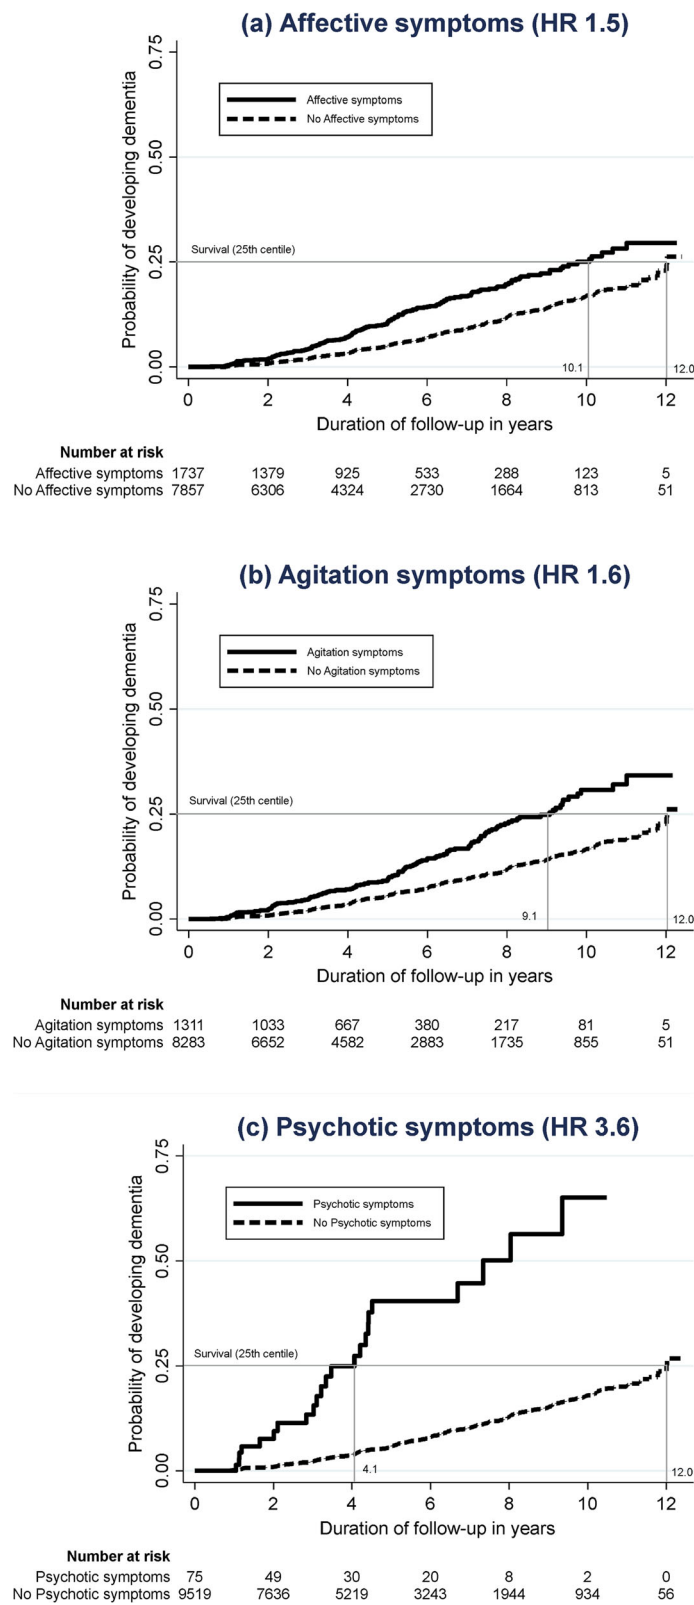 (a) Affective symptoms (HR 1.5)
Probability of developing dementia
0.75
0.50
0.25
0.00
Affective symptoms
No Affective symptoms
Survival (25th centile)
10.1
12.0
0 2 4 6 8 10 12
Duration of follow-up in years
Number at risk
Affective symptoms 1737 1379 925 533 288 123 5
No Affective symptoms 7857 6306 4324 2730 1664 813 51
(b) Agitation symptoms (HR 1.6)
Probability of developing dementia
0.75
0.50
0.25
0.00
Agitation symptoms
No Agitation symptoms
Survival (25th centile)
9.1
12.0
0 2 4 6 8 10 12
Duration of follow-up in years
Number at risk
Agitation symptoms 1311 1033 667 380 217 81 5
No Agitation symptoms 8283 6652 4582 2883 1735 855 51
(c) Psychotic symptoms (HR 3.6)
Probability of developing dementia
0.75
0.50
0.25
0.00
Psychotic symptoms
No Psychotic symptoms
Survival (25th centile)
4.1
12.0
0 2 4 6 8 10 12
Duration of follow-up in years
Number at risk
Psychotic symptoms 75 49 30 20 8 2 0
No Psychotic symptoms 9519 7636 5219 3243 1944 934 56